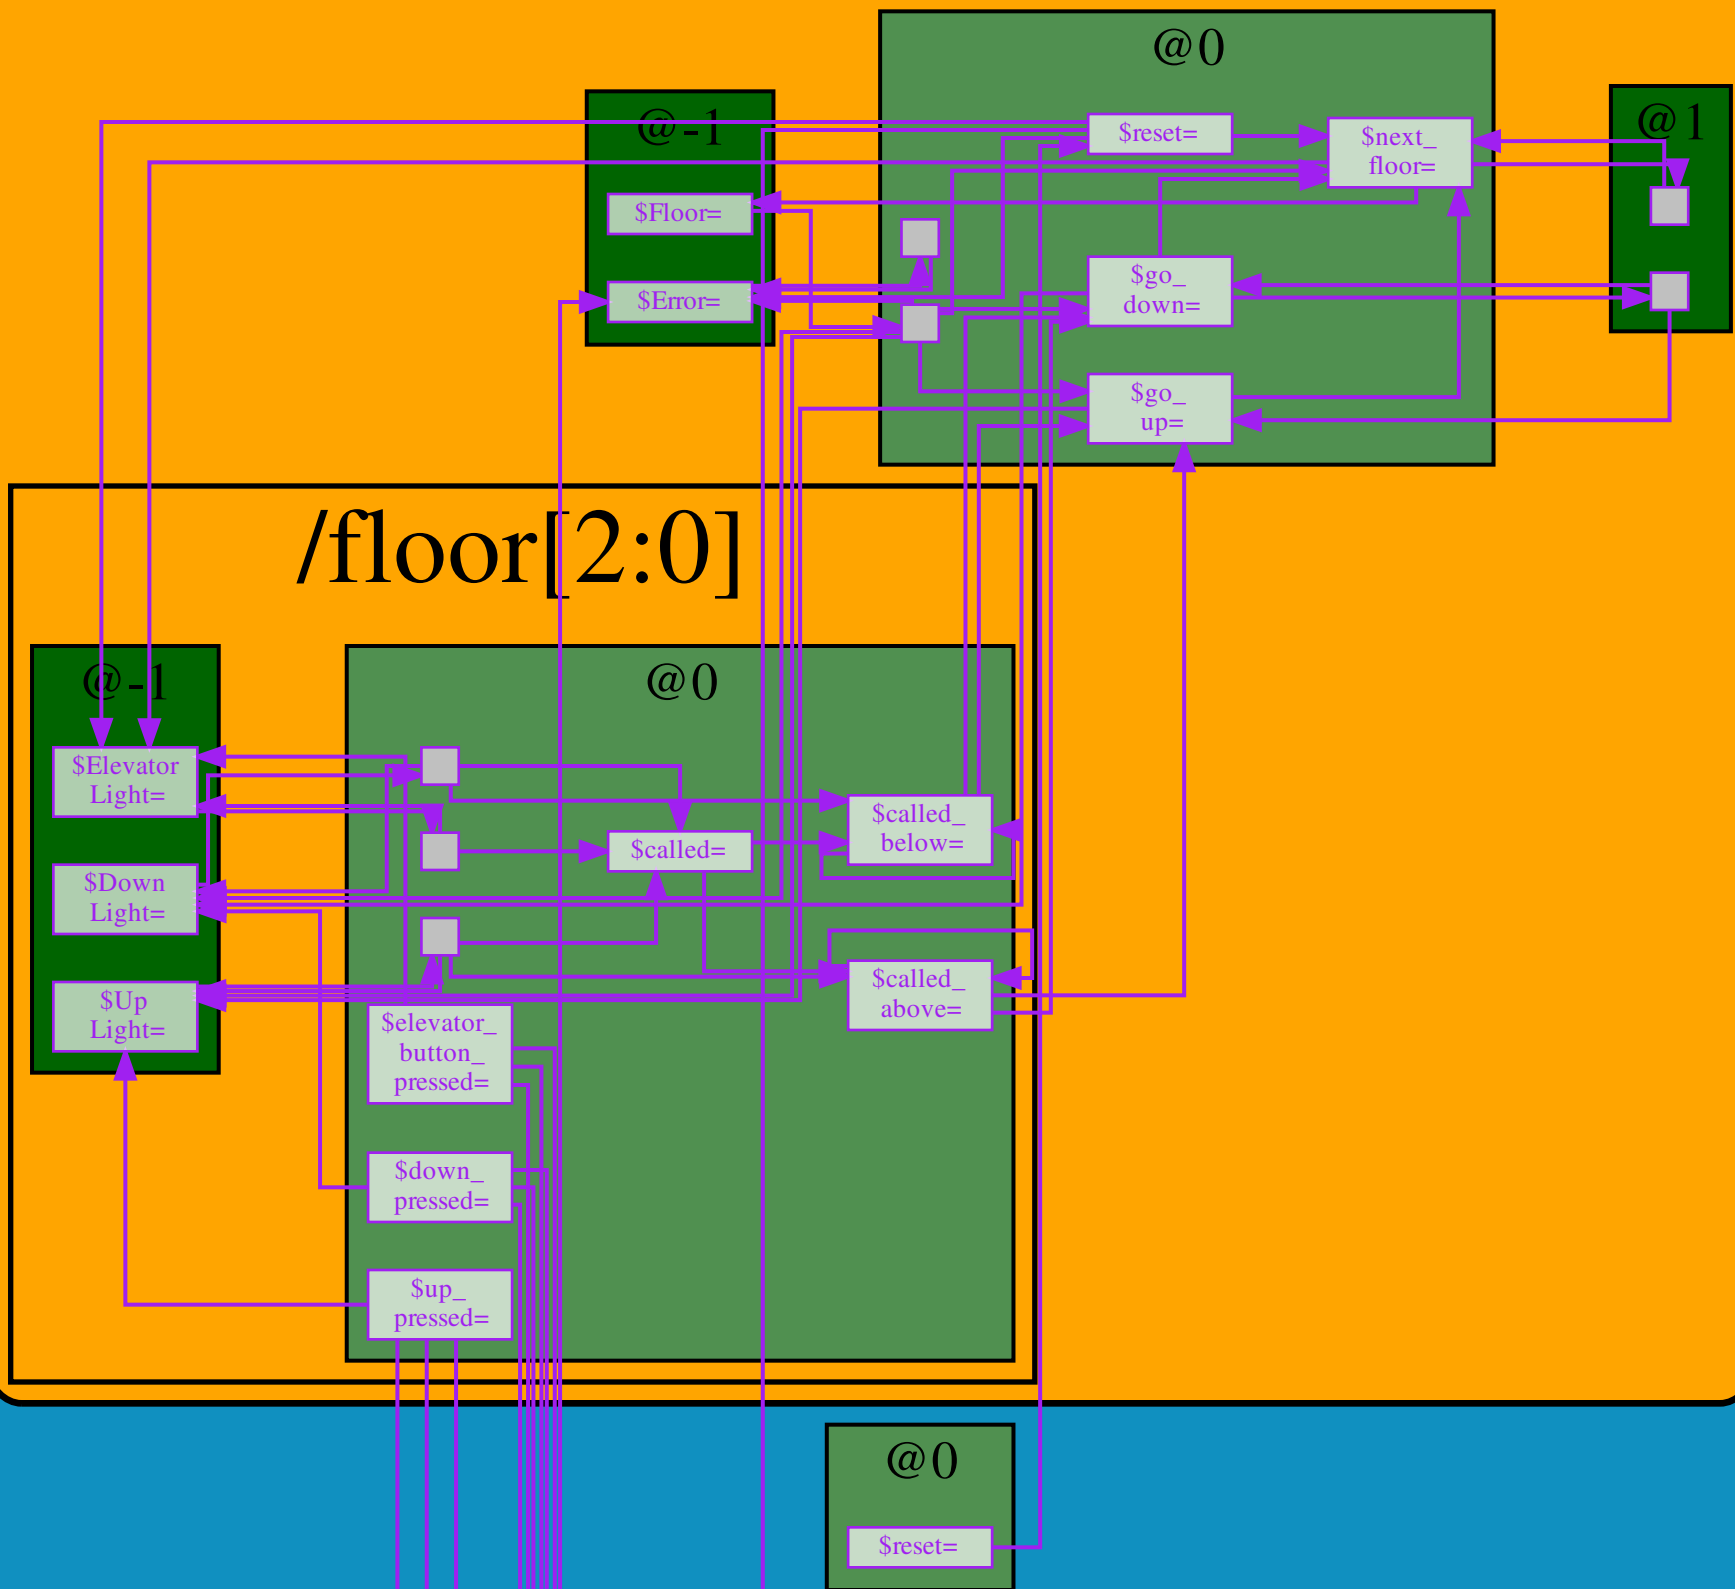 @0
@-1
@1
$reset=
$next_
floor=
$Floor=
$Error=
$go_
down=
$go_
up=
/floor[2:0]
@-1
@0
$Elevator
Light=
$Down
Light=
$Up
Light=
$called=
$called_
below=
$called_
above=
$elevator_
button_
pressed=
$down_
pressed=
$up_
pressed=
@0
$reset=